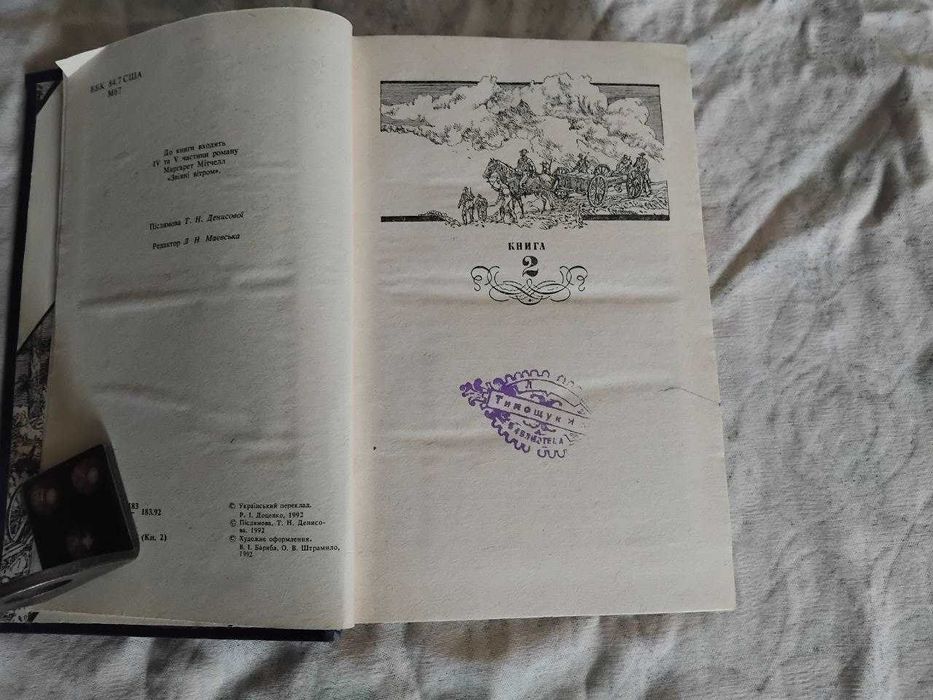 ББК 84.7 США
М67
До книги входять
IV та V частини роману
Маргарет Мітчелл
«Звіяні вітром».
Післямова Т. Н. Денисової
Редактор Л Н Маєвська
183
183.92
(Кн. 2)
© Український переклад.
Р. І. Доценко, 1992
© Післямова, Т. Н. Денисо-
ва. 1992
© Художнє оформлення.
В. І. Бариба, О. В. Штрамило,
1992
КНИГА
2
Тимощуки